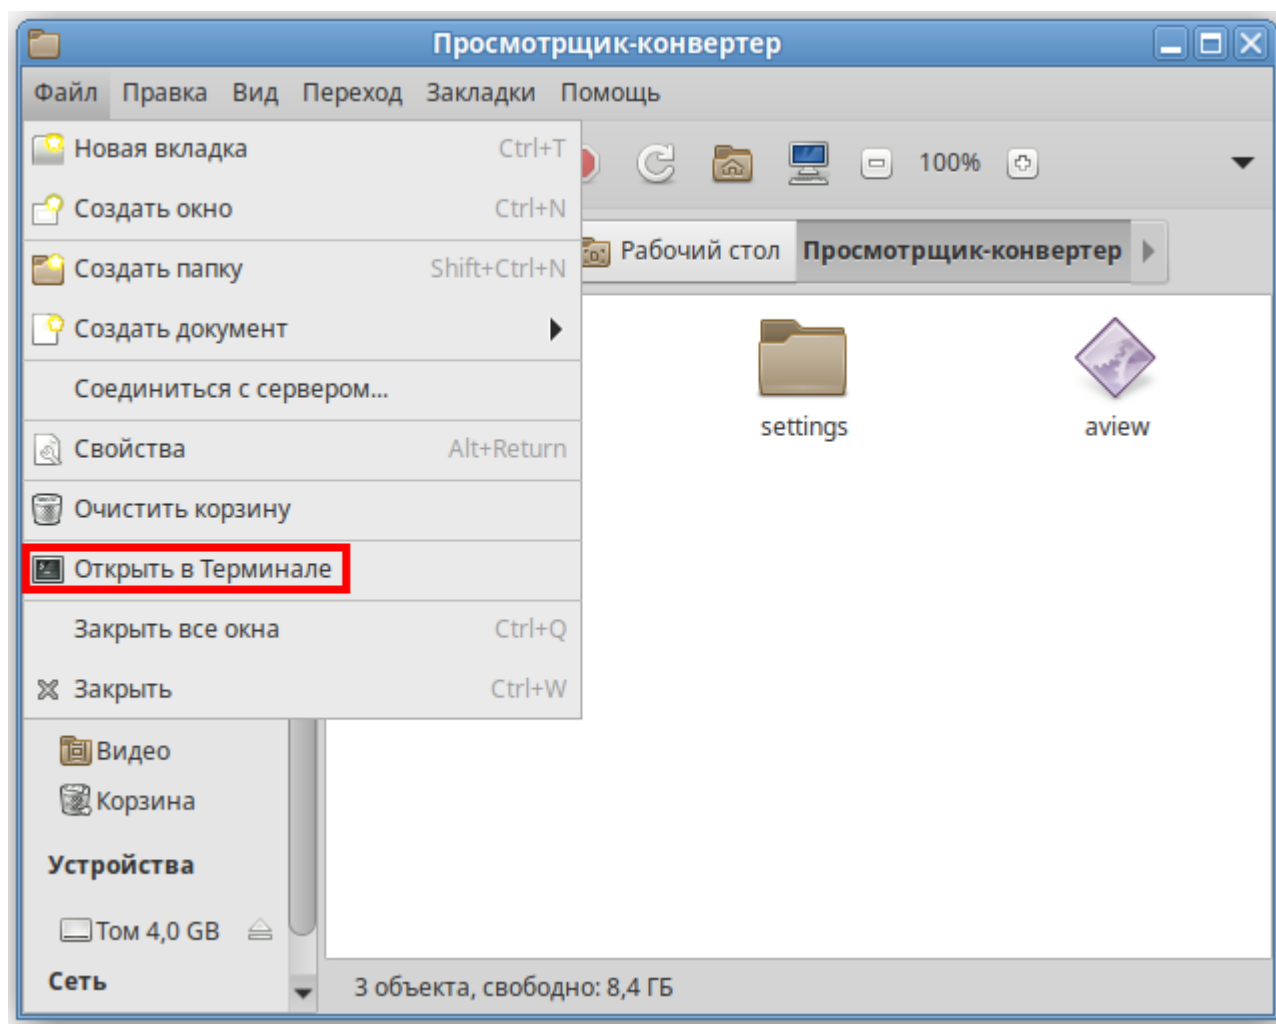 Просмотрщик-конвертер
Файл Правка Вид Переход Закладки Помощь
Новая вкладка Ctrl+T
100%
Создать окно Ctrl+N
Рабочий стол Просмотрщик-конвертер
Создать папку Shift+Ctrl+N
Создать документ
Соединиться с сервером...
settings
aview
Свойства Alt+Return
Очистить корзину
Открыть в Терминале
Закрыть все окна Ctrl+Q
Закрыть Ctrl+W
Видео
Корзина
Устройства
Том 4,0 GB
Сеть
3 объекта, свободно: 8,4 ГБ